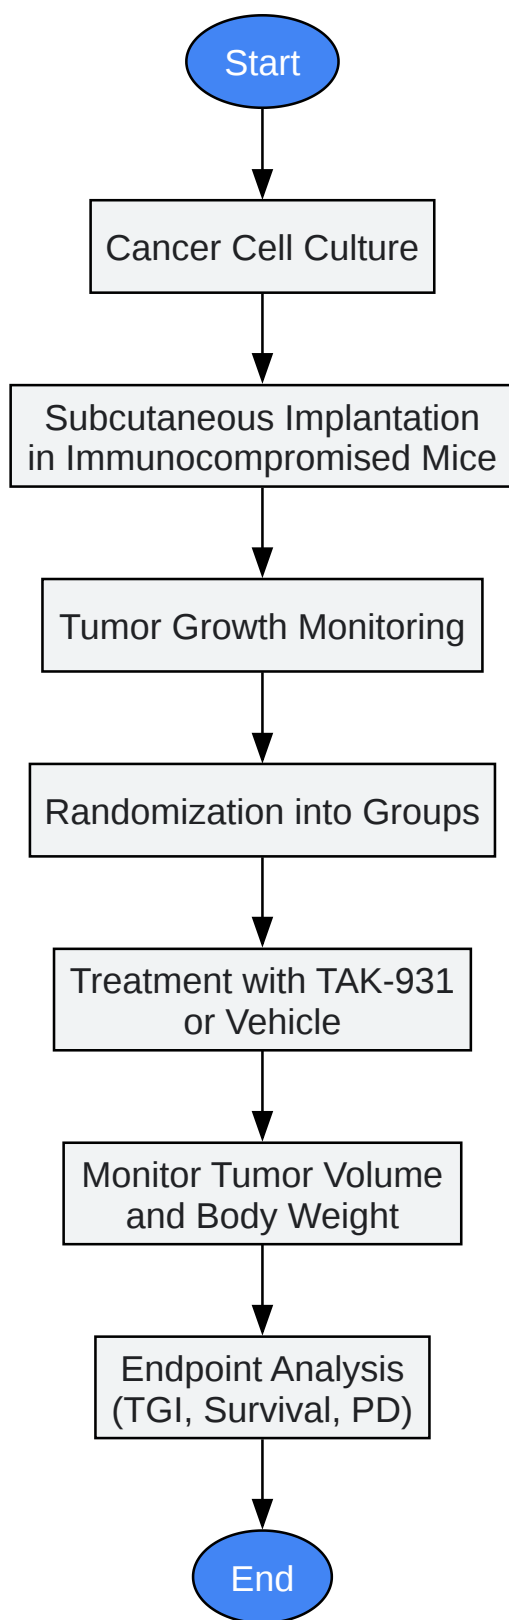 Start
Cancer Cell Culture
Subcutaneous Implantation
in Immunocompromised Mice
Tumor Growth Monitoring
Randomization into Groups
Treatment with TAK-931
or Vehicle
Monitor Tumor Volume
and Body Weight
Endpoint Analysis
(TGI, Survival, PD)
End